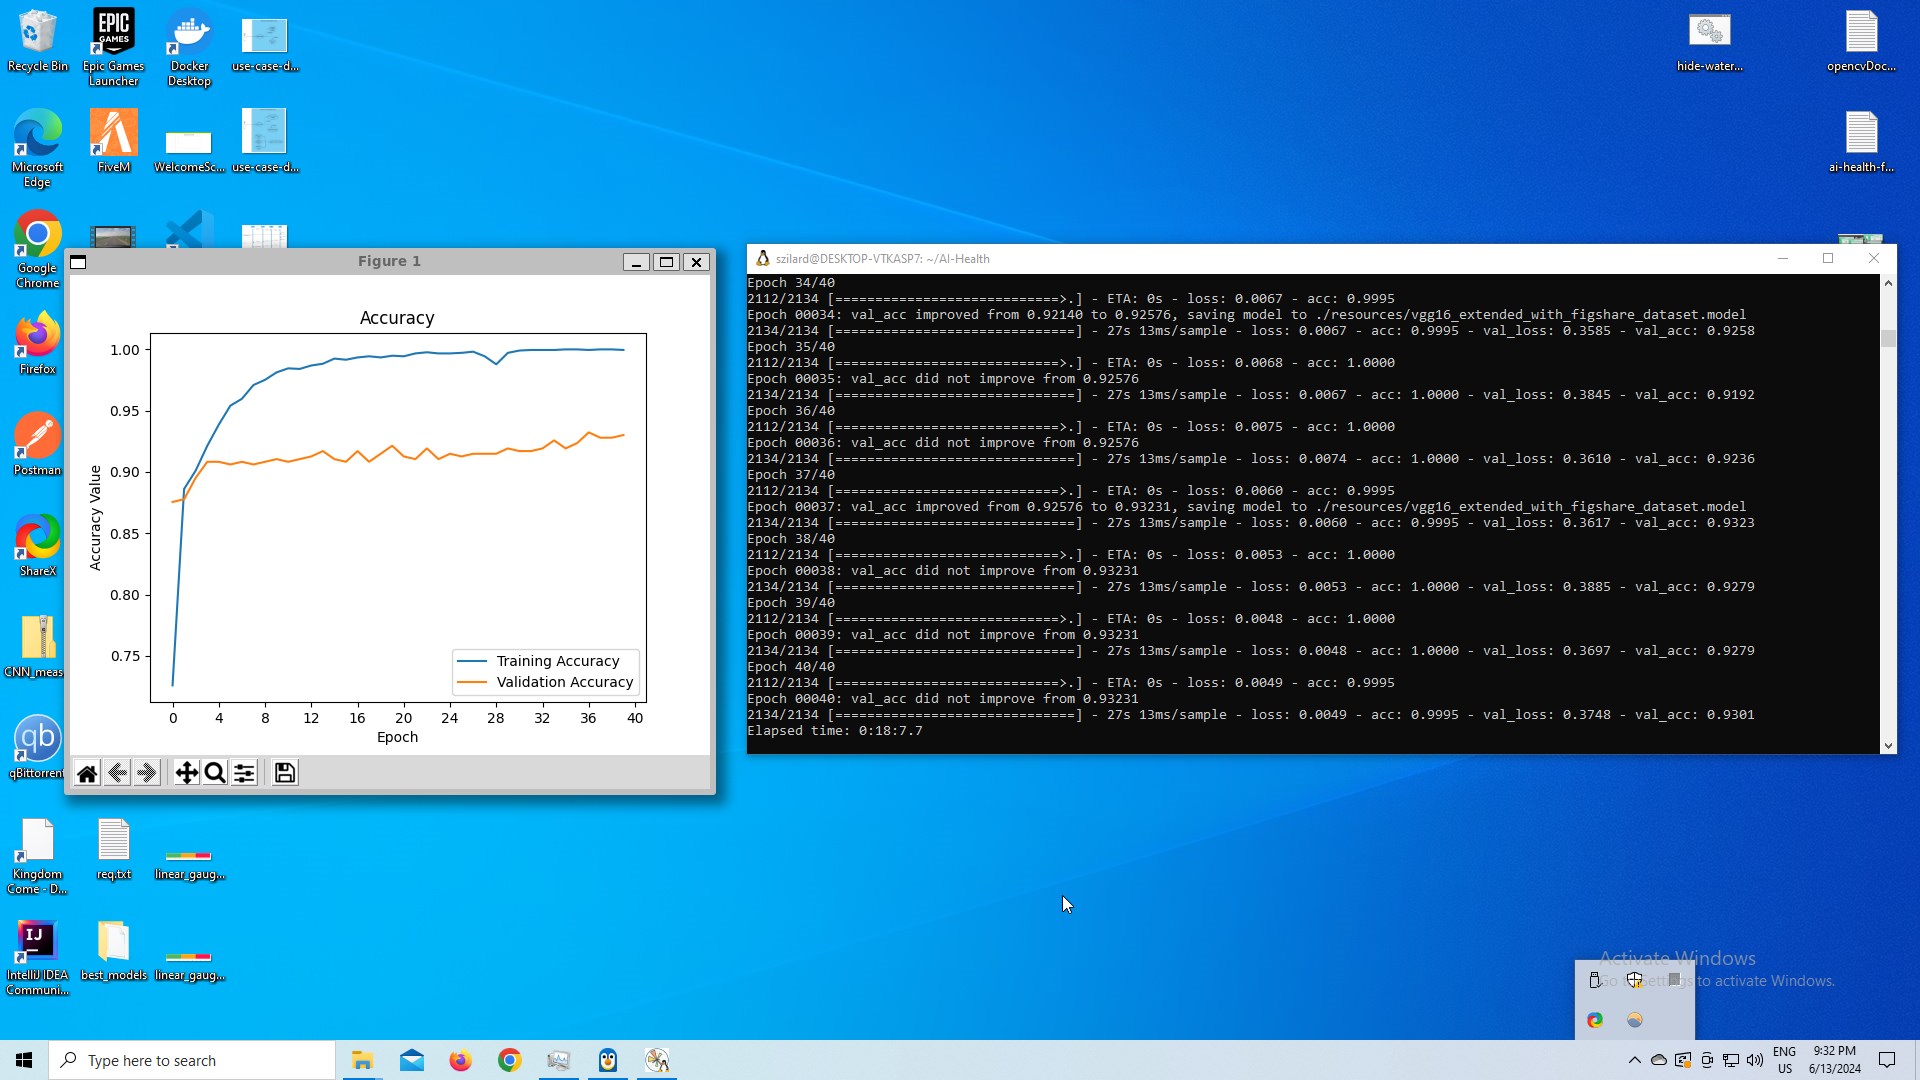 Recycle Bin
Epic Games
Launcher
Docker
Desktop
use-case-d...
hide-water...
opencvDoc...
EPIC
GAMES
Microsoft
Edge
FiveM
WelcomeSc...
use-case-d...
ai-health-f...
Google
Chrome
Firefox
Postman
ShareX
CNN_meas
qb
qBittorrent
Kingdom
Come - D...
req.txt
linear_gaug...
IJ
IntelliJ IDEA
Communi...
best_models
linear_gaug...
Figure 1
Accuracy
1.00
0.95
0.90
0.85
0.80
0.75
Accuracy Value
Training Accuracy
Validation Accuracy
0 4 8 12 16 20 24 28 32 36 40
Epoch
szilard@DESKTOP-VTKASP7: ~/AI-Health
Epoch 34/40
2112/2134 [============================>.] - ETA: 0s - loss: 0.0067 - acc: 0.9995
Epoch 00034: val_acc improved from 0.92140 to 0.92576, saving model to ./resources/vgg16_extended_with_figshare_dataset.model
2134/2134 [==============================] - 27s 13ms/sample - loss: 0.0067 - acc: 0.9995 - val_loss: 0.3585 - val_acc: 0.9258
Epoch 35/40
2112/2134 [============================>.] - ETA: 0s - loss: 0.0068 - acc: 1.0000
Epoch 00035: val_acc did not improve from 0.92576
2134/2134 [==============================] - 27s 13ms/sample - loss: 0.0067 - acc: 1.0000 - val_loss: 0.3845 - val_acc: 0.9192
Epoch 36/40
2112/2134 [============================>.] - ETA: 0s - loss: 0.0075 - acc: 1.0000
Epoch 00036: val_acc did not improve from 0.92576
2134/2134 [==============================] - 27s 13ms/sample - loss: 0.0074 - acc: 1.0000 - val_loss: 0.3610 - val_acc: 0.9236
Epoch 37/40
2112/2134 [============================>.] - ETA: 0s - loss: 0.0060 - acc: 0.9995
Epoch 00037: val_acc improved from 0.92576 to 0.93231, saving model to ./resources/vgg16_extended_with_figshare_dataset.model
2134/2134 [==============================] - 27s 13ms/sample - loss: 0.0060 - acc: 0.9995 - val_loss: 0.3617 - val_acc: 0.9323
Epoch 38/40
2112/2134 [============================>.] - ETA: 0s - loss: 0.0053 - acc: 1.0000
Epoch 00038: val_acc did not improve from 0.93231
2134/2134 [==============================] - 27s 13ms/sample - loss: 0.0053 - acc: 1.0000 - val_loss: 0.3885 - val_acc: 0.9279
Epoch 39/40
2112/2134 [============================>.] - ETA: 0s - loss: 0.0048 - acc: 1.0000
Epoch 00039: val_acc did not improve from 0.93231
2134/2134 [==============================] - 27s 13ms/sample - loss: 0.0048 - acc: 1.0000 - val_loss: 0.3697 - val_acc: 0.9279
Epoch 40/40
2112/2134 [============================>.] - ETA: 0s - loss: 0.0049 - acc: 0.9995
Epoch 00040: val_acc did not improve from 0.93231
2134/2134 [==============================] - 27s 13ms/sample - loss: 0.0049 - acc: 0.9995 - val_loss: 0.3748 - val_acc: 0.9301
Elapsed time: 0:18:7.7
Activate Windows
Go to Settings to activate Windows.
Type here to search
ENG
US
9:32 PM
6/13/2024